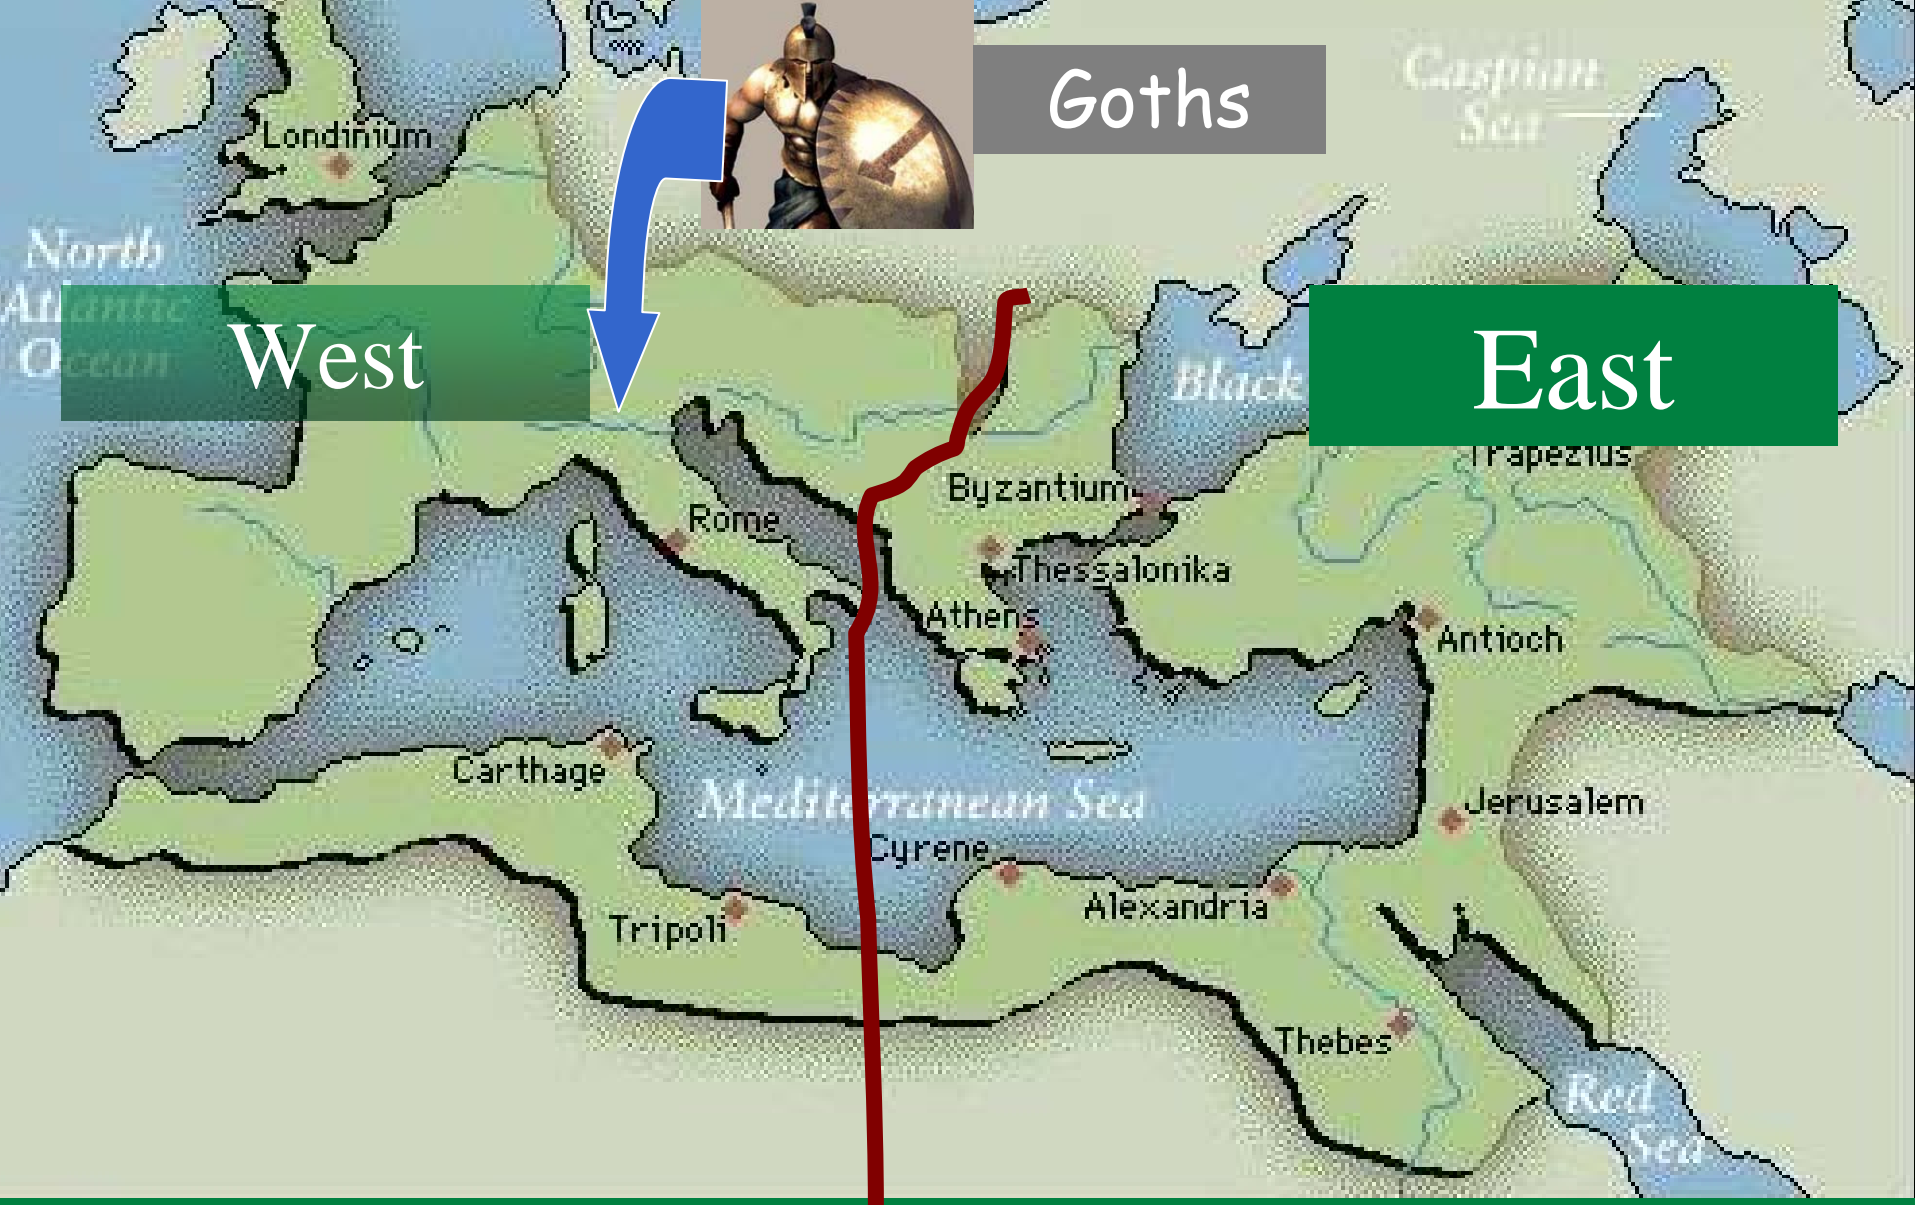 Goths
Caspian
Sea
Londinium
North
Atlantic
Ocean
West
East
Black
Trapezius
Byzantium
Rome
Thessalonika
Athens
Antioch
Carthage
Mediterranean Sea
Jerusalem
Cyrene
Alexandria
Tripoli
Thebes
Red
Sea